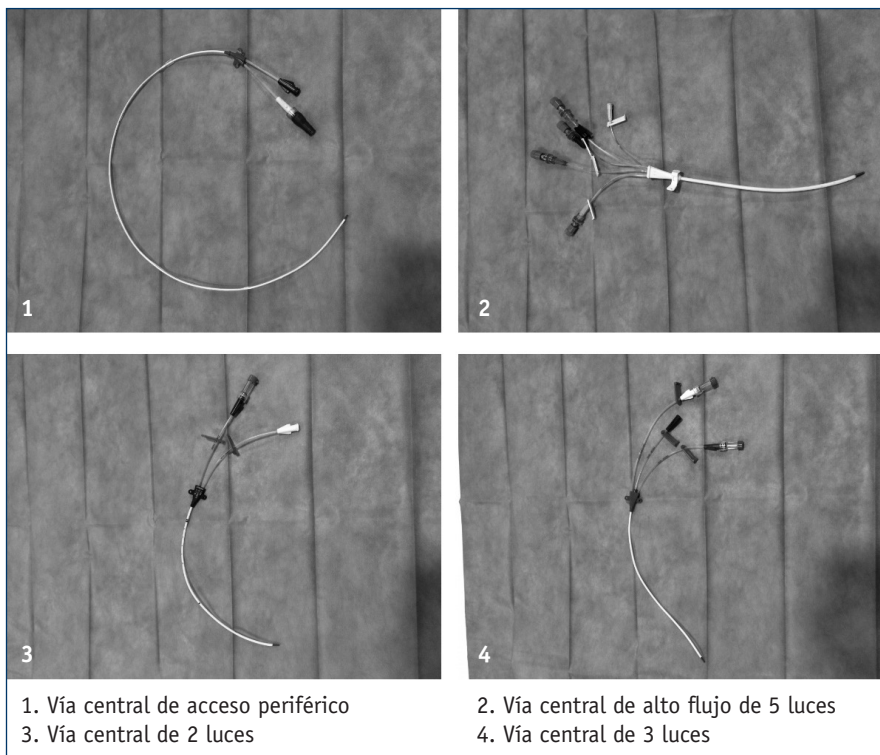 1
2
3
4
1. Vía central de acceso periférico
2. Vía central de alto flujo de 5 luces
3. Vía central de 2 luces
4. Vía central de 3 luces